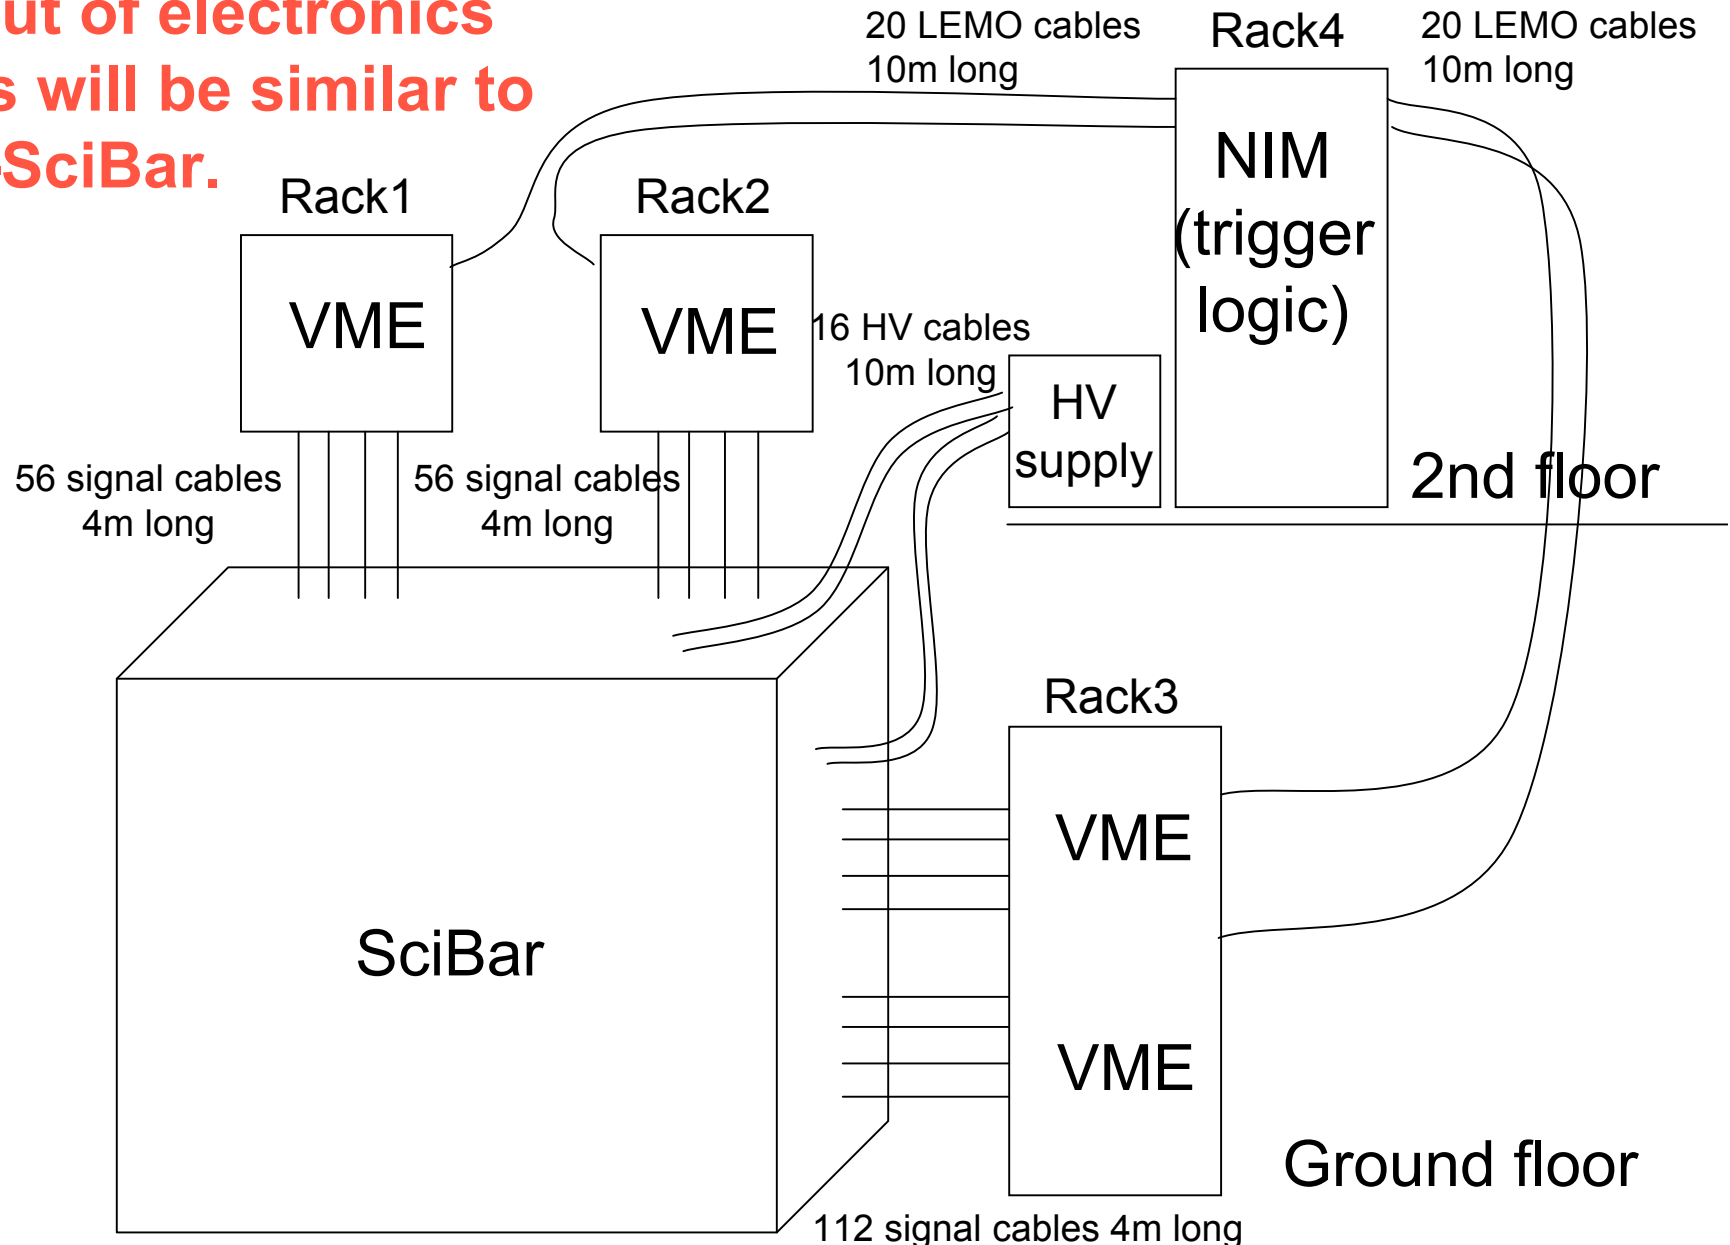 ut of electronics
s will be similar to
-SciBar.
20 LEMO cables
10m long
Rack4
20 LEMO cables
10m long
NIM
(trigger
logic)
Rack1
Rack2
VME
VME
16 HV cables
10m long
HV
supply
2nd floor
56 signal cables
4m long
56 signal cables
4m long
Rack3
VME
SciBar
VME
Ground floor
112 signal cables 4m long